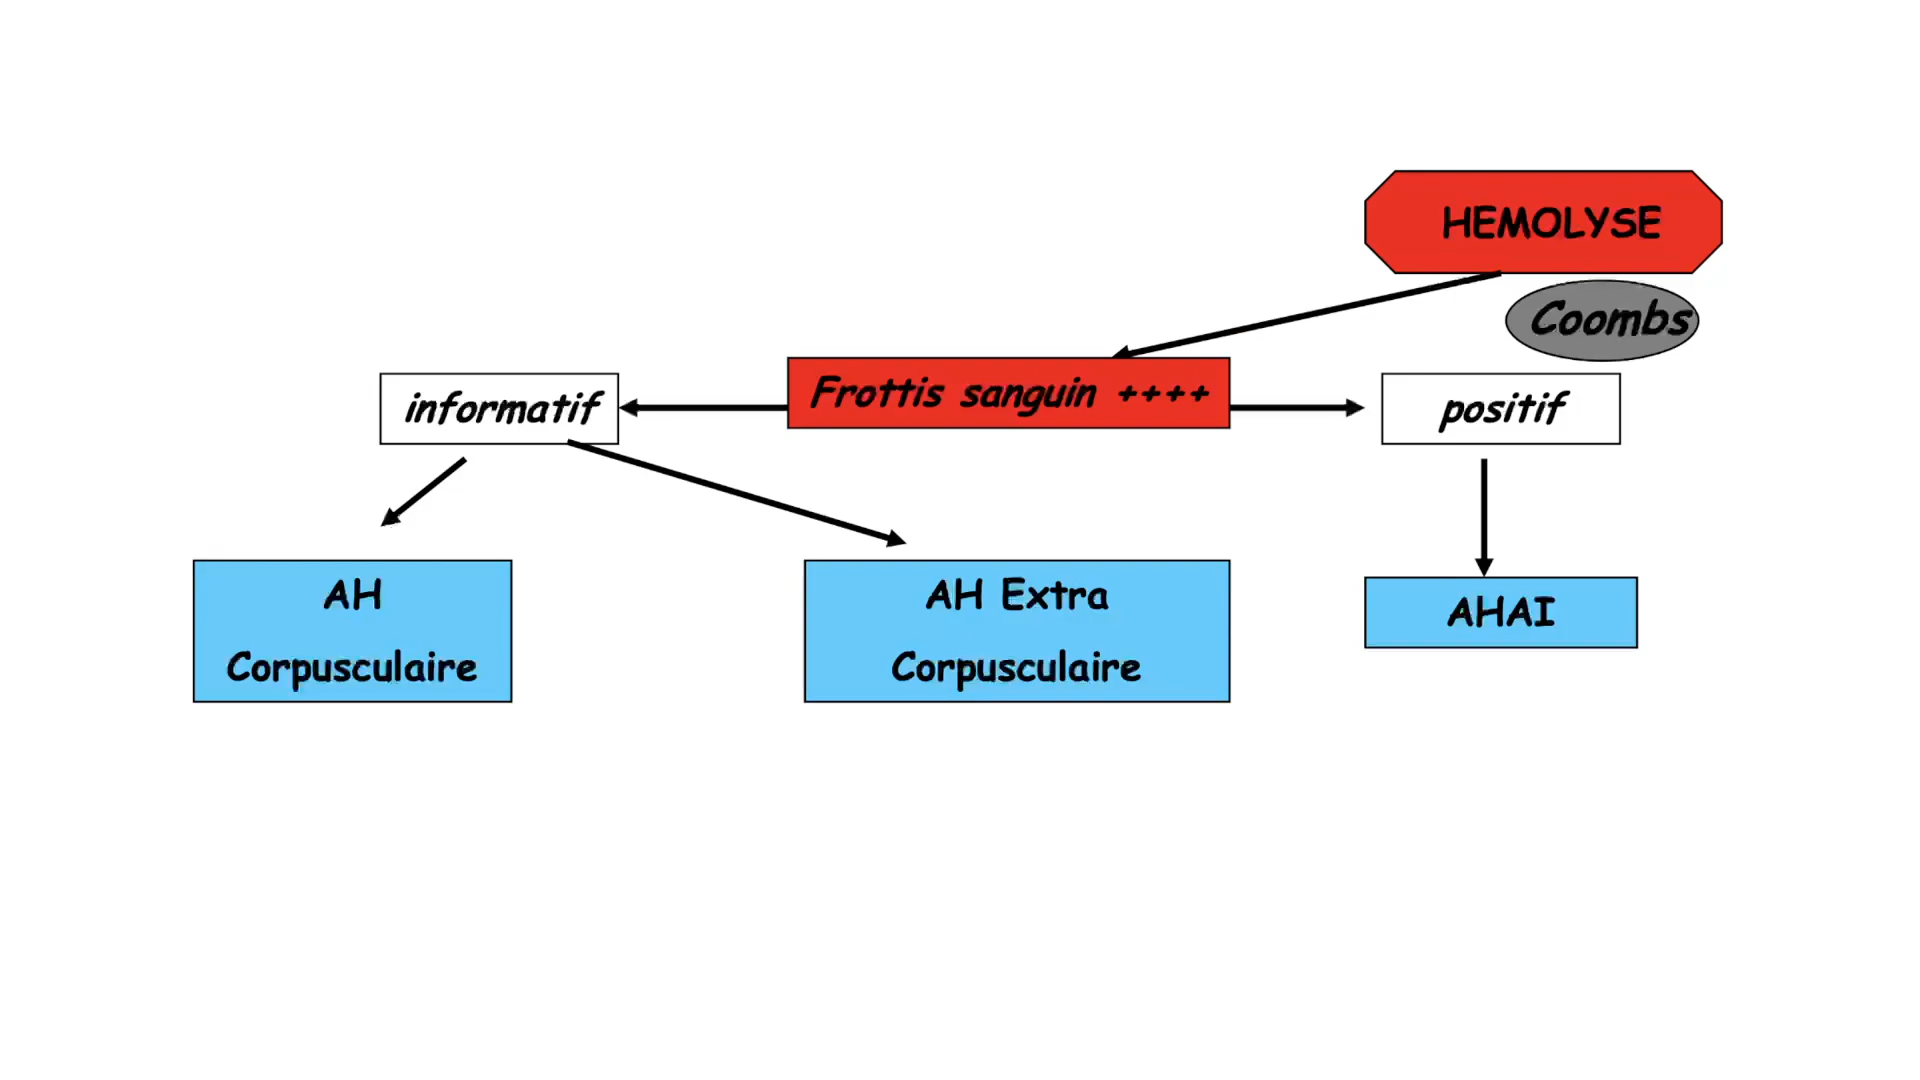 HEMOLYSE
Coombs
Frottis sanguin ++++
informatif
positif
AH
Corpusculaire
AH Extra
Corpusculaire
AHAI